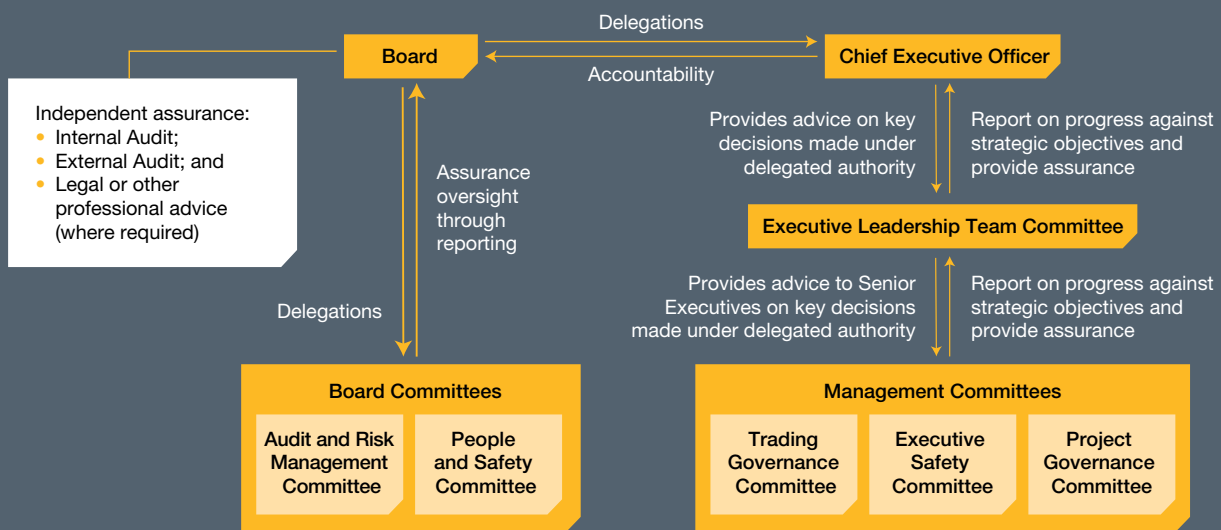 Delegations
Board
Chief Executive Officer
Accountability
Independent assurance:
• Internal Audit;
• External Audit; and
• Legal or other
professional advice
(where required)
Assurance
oversight
through
reporting
Delegations
Provides advice on key
decisions made under
delegated authority
Report on progress against
strategic objectives and
provide assurance
Executive Leadership Team Committee
Provides advice to Senior
Executives on key decisions
made under delegated authority
Report on progress against
strategic objectives and
provide assurance
Board Committees
Audit and Risk
Management
Committee
People
and Safety
Committee
Management Committees
Trading
Governance
Committee
Executive
Safety
Committee
Project
Governance
Committee